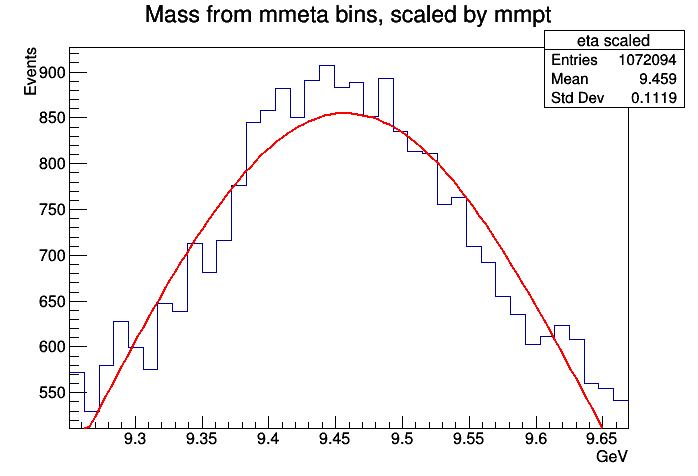 Mass from mmeta bins, scaled by mmpt
eta scaled
Entries 1072094
Mean 9.459
Std Dev 0.1119
Events
900
850
800
750
700
650
600
550
9.3 9.35 9.4 9.45 9.5 9.55 9.6 9.65
GeV